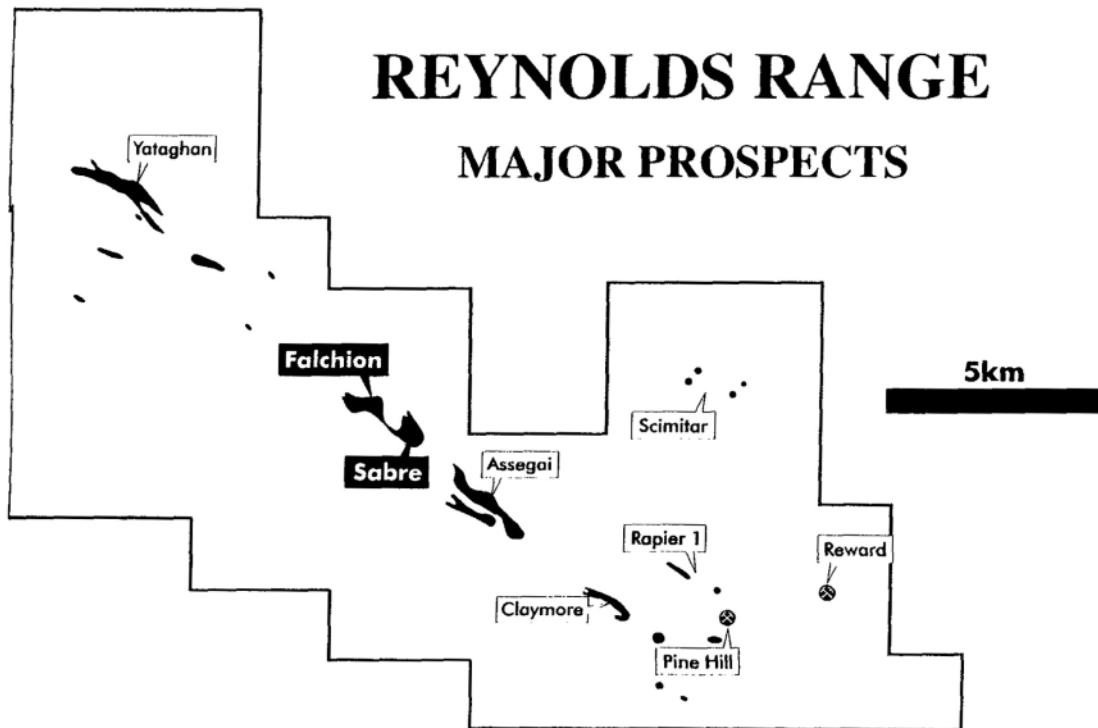 REYNOLDS RANGE
MAJOR PROSPECTS
Yataghan
Falchion
5km
Scimitar
Sabre
Assegai
Rapier 1
Reward
Claymore
Pine Hill